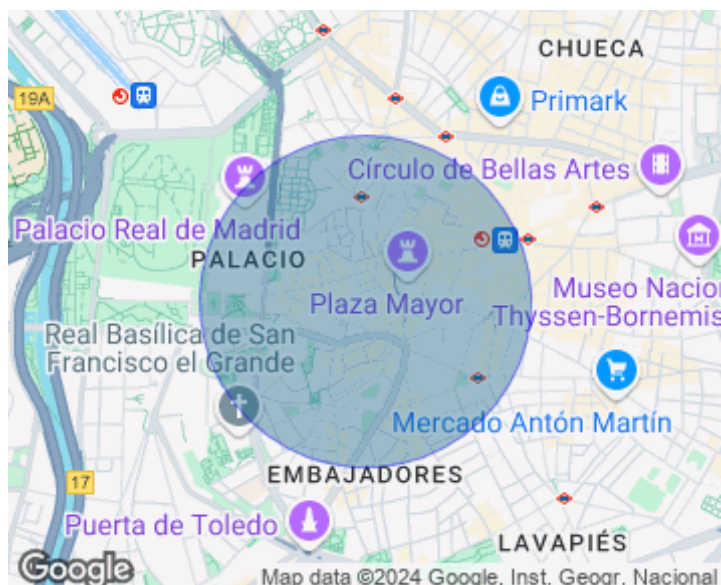 CHUECA
19A
Primark
Círculo de Bellas Artes
Palacio Real de Madrid
PALACIO
Plaza Mayor
Museo Nacio
Thyssen-Bornemis
Real Basílica de San
Francisco el Grande
Mercado Antón Martín
EMBAJADORES
17
Puerta de Toledo
LAVAPIÉS
Google
Map data ©2024 Google, Inst. Geogr. Nacional